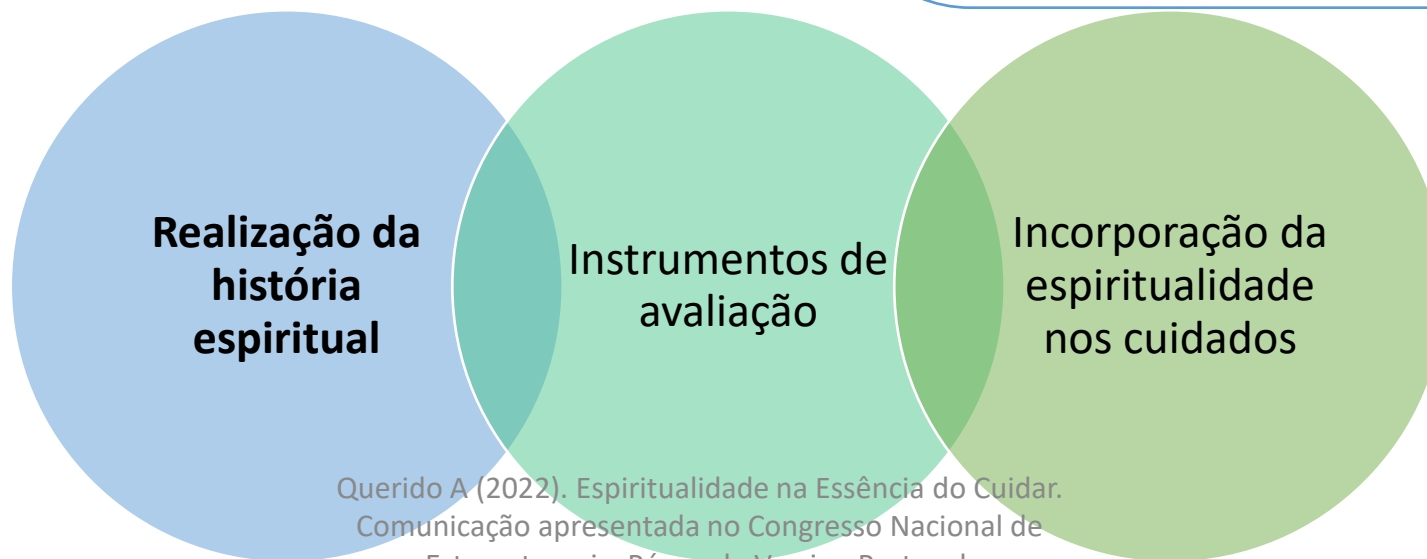 Realização da
história
espiritual
Instrumentos de
avaliação
Incorporação da
espiritualidade
nos cuidados
Querido A (2022). Espiritualidade na Essência do Cuidar.
Comunicação apresentada no Congresso Nacional de